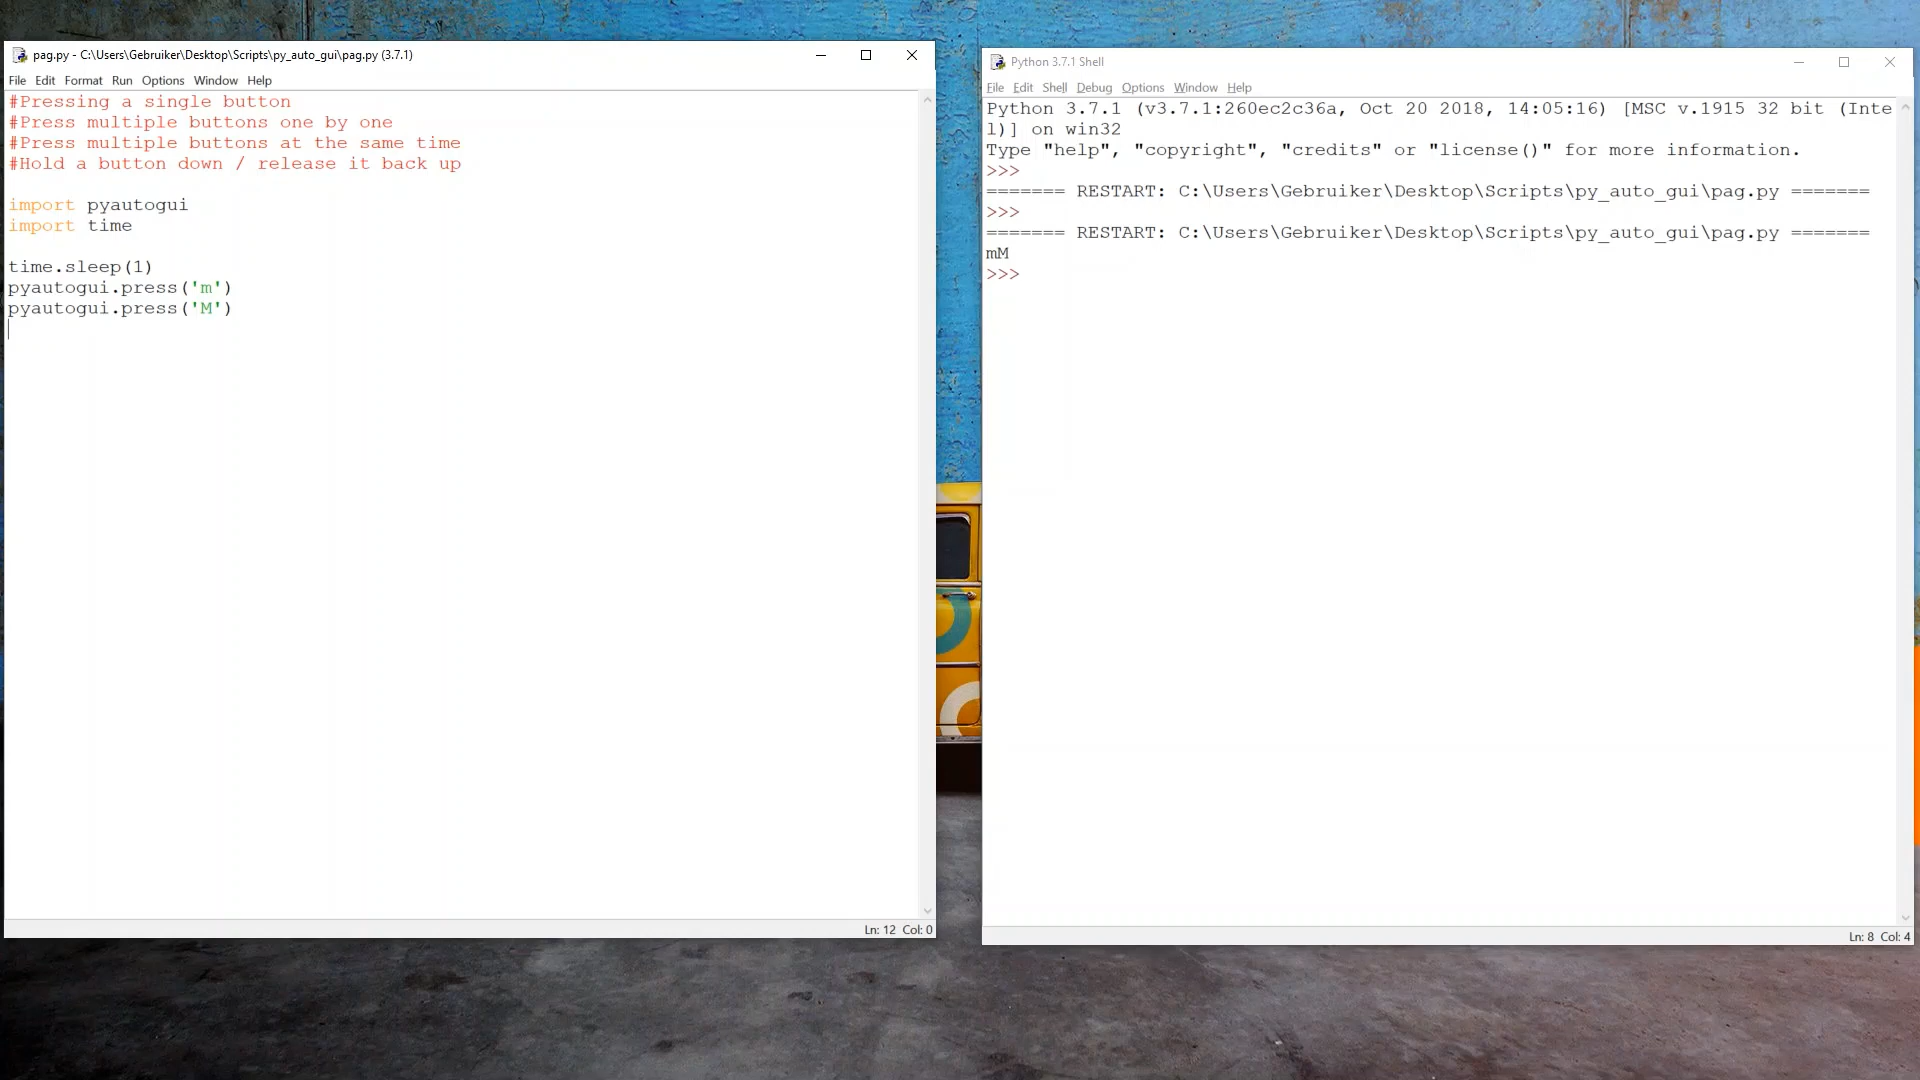 pag.py - C:\Users\Gebruiker\Desktop\Scripts\py_auto_gui\pag.py (3.7.1)
File Edit Format Run Options Window Help
#Pressing a single button
#Press multiple buttons one by one
#Press multiple buttons at the same time
#Hold a button down / release it back up
import pyautogui
import time
time.sleep(1)
pyautogui.press('m')
pyautogui.press('M')
Ln: 12 Col: 0
Python 3.7.1 Shell
File Edit Shell Debug Options Window Help
Python 3.7.1 (v3.7.1:260ec2c36a, Oct 20 2018, 14:05:16) [MSC v.1915 32 bit (Inte
l)] on win32
Type "help", "copyright", "credits" or "license()" for more information.
>>>
======= RESTART: C:\Users\Gebruiker\Desktop\Scripts\py_auto_gui\pag.py =======
>>>
======= RESTART: C:\Users\Gebruiker\Desktop\Scripts\py_auto_gui\pag.py =======
mM
>>>
Ln: 8 Col: 4